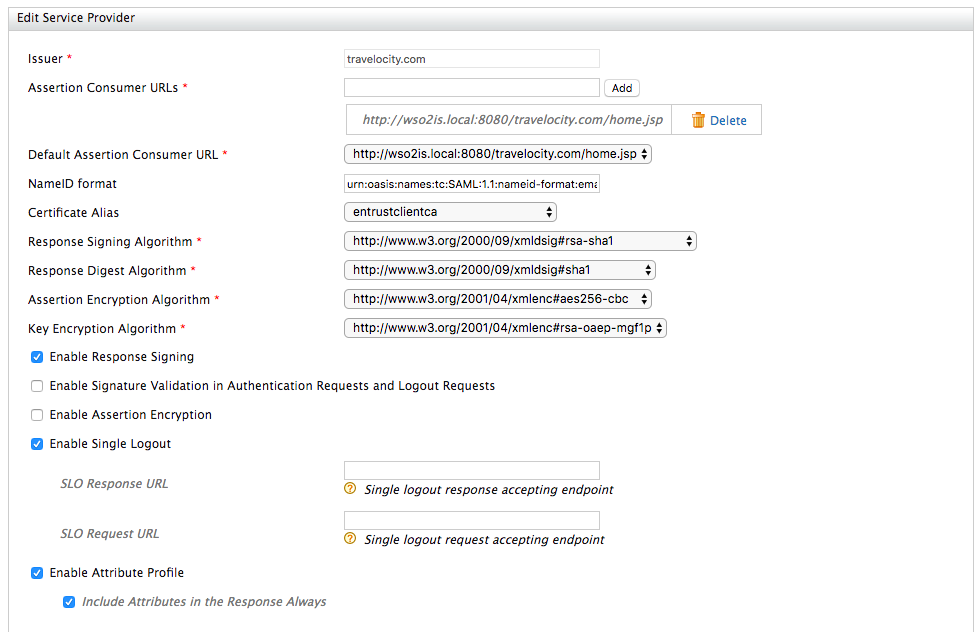 Edit Service Provider
Issuer * travelocity.com
Assertion Consumer URLs * Add
http://wso2is.local:8080/travelocity.com/home.jsp Delete
Default Assertion Consumer URL * http://wso2is.local:8080/travelocity.com/home.jsp
NameID format urn:oasis:names:tc:SAML:1.1:nameid-format:ema
Certificate Alias entrustclientca
Response Signing Algorithm * http://www.w3.org/2000/09/xmldsig#rsa-sha1
Response Digest Algorithm * http://www.w3.org/2000/09/xmldsig#sha1
Assertion Encryption Algorithm * http://www.w3.org/2001/04/xmlenc#aes256-cbc
Key Encryption Algorithm * http://www.w3.org/2001/04/xmlenc#rsa-oaep-mgf1p
Enable Response Signing
Enable Signature Validation in Authentication Requests and Logout Requests
Enable Assertion Encryption
Enable Single Logout
SLO Response URL
? Single logout response accepting endpoint
SLO Request URL
? Single logout request accepting endpoint
Enable Attribute Profile
Include Attributes in the Response Always